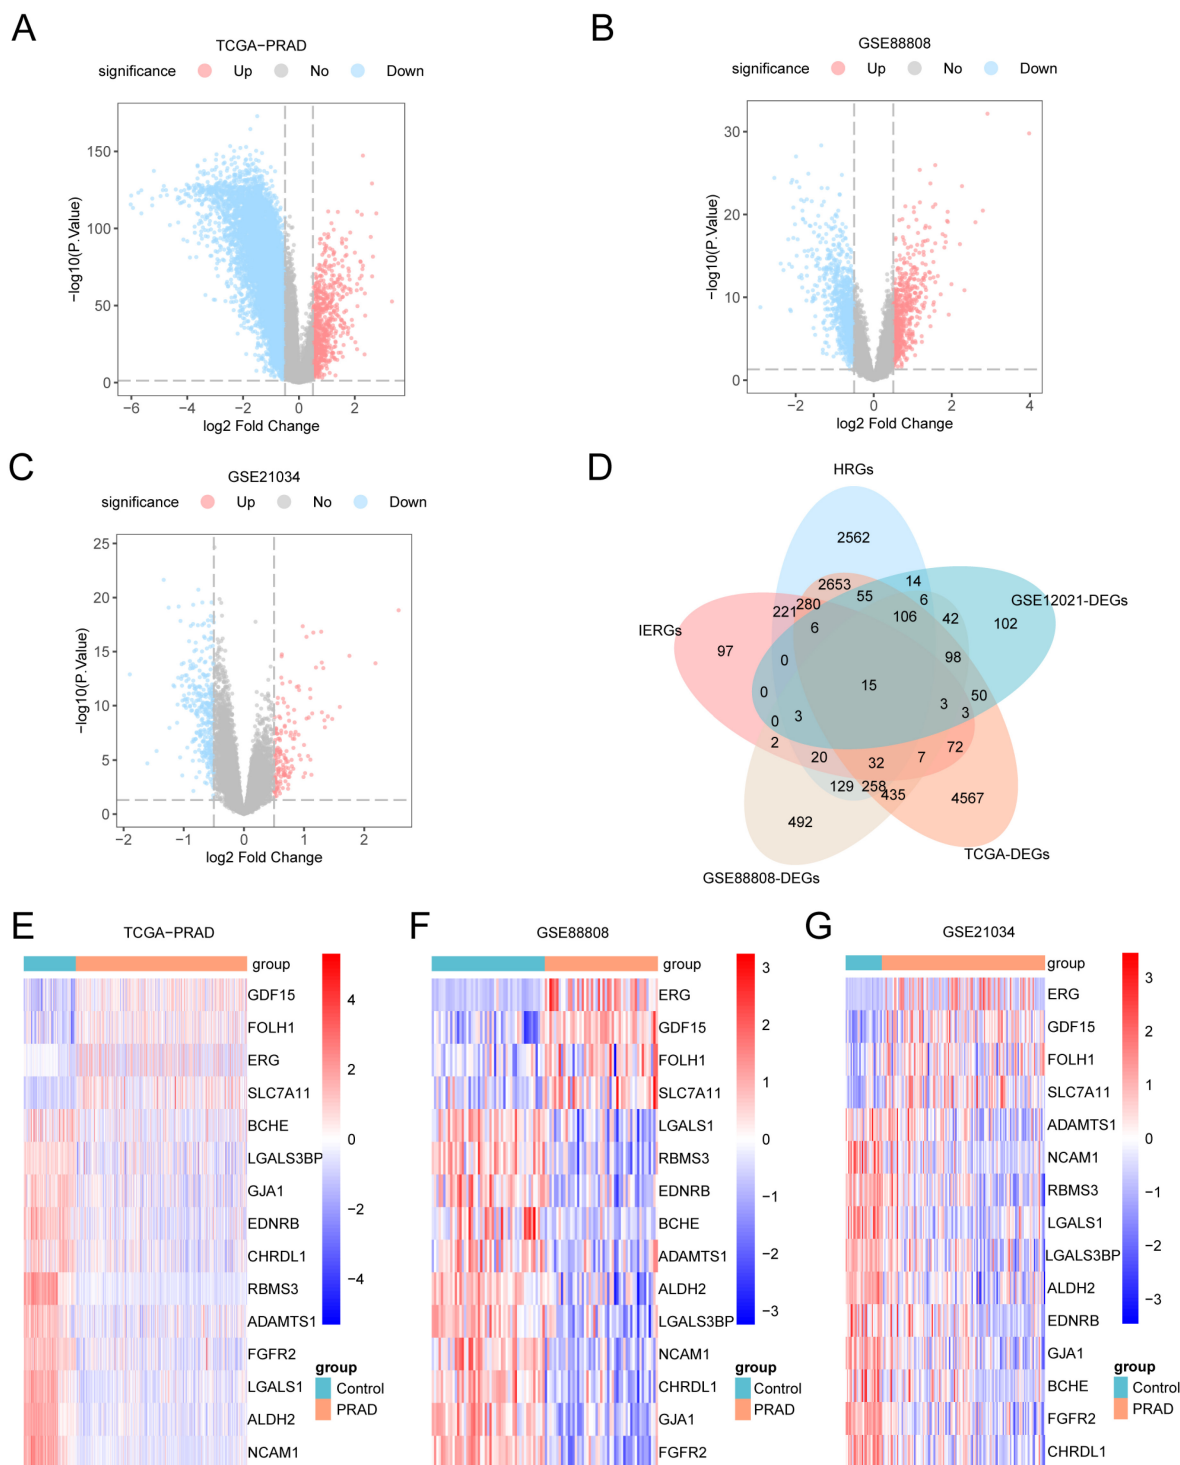 A
TCGA−PRAD
significance Up No Down
−log10(P.Value)
150
100
50
0
−6 −4 −2 0 2
log2 Fold Change
B
GSE88808
significance Up No Down
−log10(P.Value)
30
20
10
0
−2 0 2 4
log2 Fold Change
C
GSE21034
significance Up No Down
−log10(P.Value)
25
20
15
10
5
0
−2 −1 0 1 2
log2 Fold Change
D
HRGs
2562
2653
14
GSE12021-DEGs
280
55
6
221
106
42
102
IERGs
6
97
98
0
15
0
50
3
3
0
3
2
72
20
32
7
129
258
435
4567
492
TCGA-DEGs
GSE88808-DEGs
E
TCGA−PRAD
group
GDF15
FOLH1
ERG
SLC7A11
BCHE
LGALS3BP
GJA1
EDNRB
CHRDL1
RBMS3
ADAMTS1
FGFR2
LGALS1
ALDH2
NCAM1
4
2
0
−2
−4
group
Control
PRAD
F
GSE88808
group
ERG
GDF15
FOLH1
SLC7A11
LGALS1
RBMS3
EDNRB
BCHE
ADAMTS1
ALDH2
LGALS3BP
NCAM1
CHRDL1
GJA1
FGFR2
3
2
1
0
−1
−2
−3
group
Control
PRAD
G
GSE21034
group
ERG
GDF15
FOLH1
SLC7A11
ADAMTS1
NCAM1
RBMS3
LGALS1
LGALS3BP
ALDH2
EDNRB
GJA1
BCHE
FGFR2
CHRDL1
3
2
1
0
−1
−2
−3
group
Control
PRAD